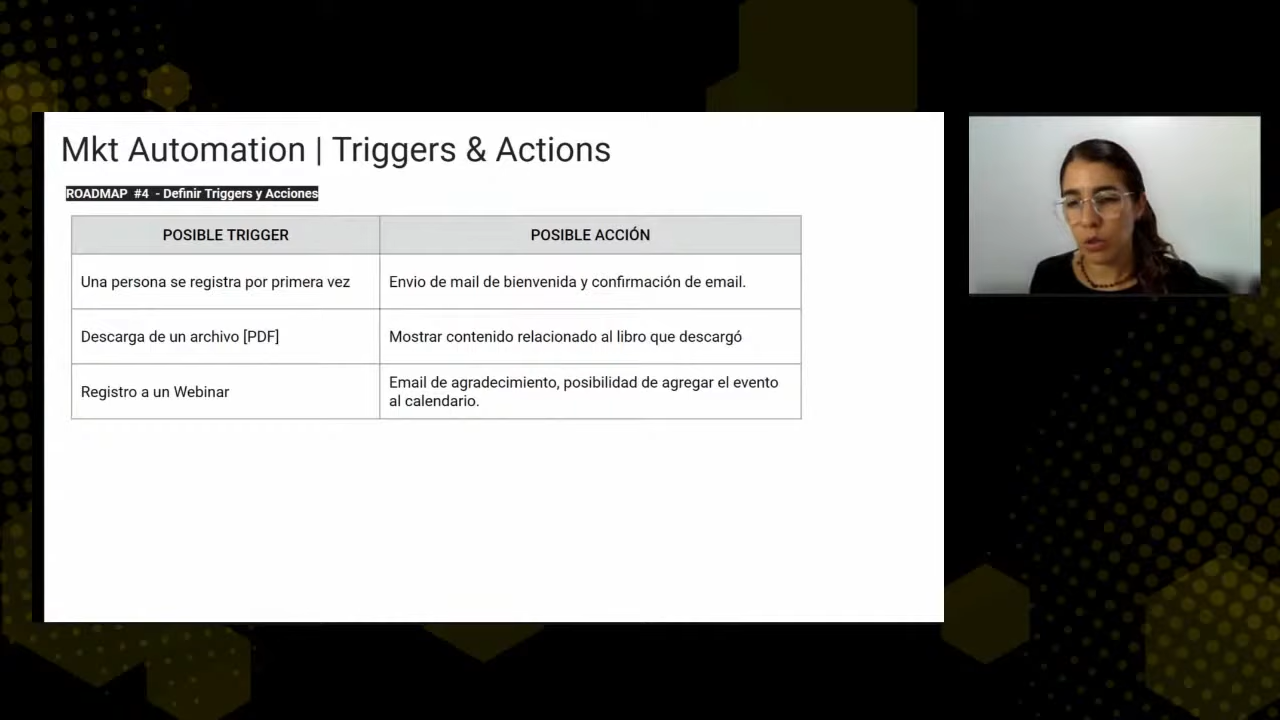 Mkt Automation | Triggers & Actions
ROADMAP #4 - Definir Triggers y Acciones
POSIBLE TRIGGER
POSIBLE ACCIÓN
Una persona se registra por primera vez
Envio de mail de bienvenida y confirmación de email.
Descarga de un archivo [PDF]
Mostrar contenido relacionado al libro que descargó
Registro a un Webinar
Email de agradecimiento, posibilidad de agregar el evento
al calendario.